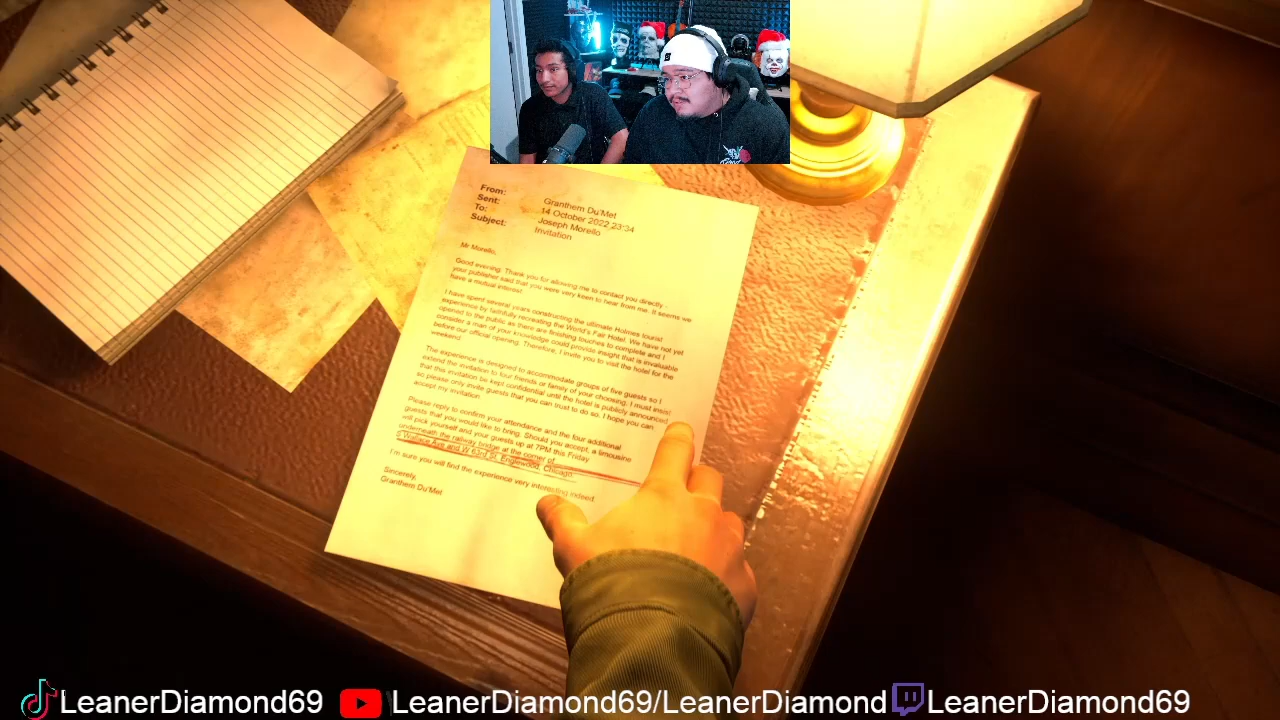 From:
Granthem Du'Met
Sent:
14 October 2022 23:34
To:
Joseph Morello
Subject:
Invitation
Mr Morello,
Good evening. Thank you for allowing me to contact you directly -
your publisher said that you were very keen to hear from me. It seems we
have a mutual interest.
I have spent several years constructing the ultimate Holmes tourist
experience by faithfully recreating the World's Fair Hotel. We have not yet
opened to the public as there are finishing touches to complete and I
consider a man of your knowledge could provide insight that is invaluable
before our official opening. Therefore, I invite you to visit the hotel for the
weekend.
The experience is designed to accommodate groups of five guests so I
extend the invitation to four friends or family of your choosing. I must insist
that this invitation be kept confidential until the hotel is publicly announced
so please only invite guests that you can trust to do so. I hope you can
accept my invitation.
Please reply to confirm your attendance and the four additional
guests that you would like to bring. Should you accept, a limousine
will pick yourself and your guests up at 7PM this Friday
underneath the railway bridge at the corner of
S Wallace Ave and W 63rd St, Englewood, Chicago.
I'm sure you will find the experience very interesting indeed.
Sincerely,
Granthem Du'Met
LeanerDiamond69
LeanerDiamond69/LeanerDiamond
LeanerDiamond69